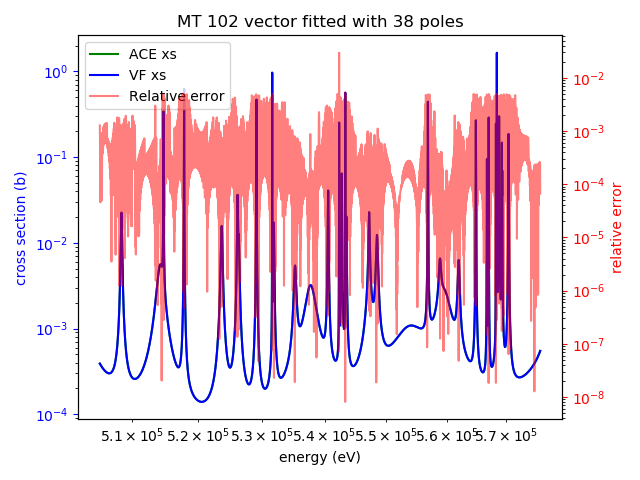 MT 102 vector fitted with 38 poles
ACE xs
VF xs
Relative error
cross section (b)
10⁰
10⁻¹
10⁻²
10⁻³
10⁻⁴
relative error
10⁻²
10⁻³
10⁻⁴
10⁻⁵
10⁻⁶
10⁻⁷
10⁻⁸
5.1 × 10⁵ 5.2 × 10⁵ 5.3 × 10⁵ 5.4 × 10⁵ 5.5 × 10⁵ 5.6 × 10⁵ 5.7 × 10⁵
energy (eV)